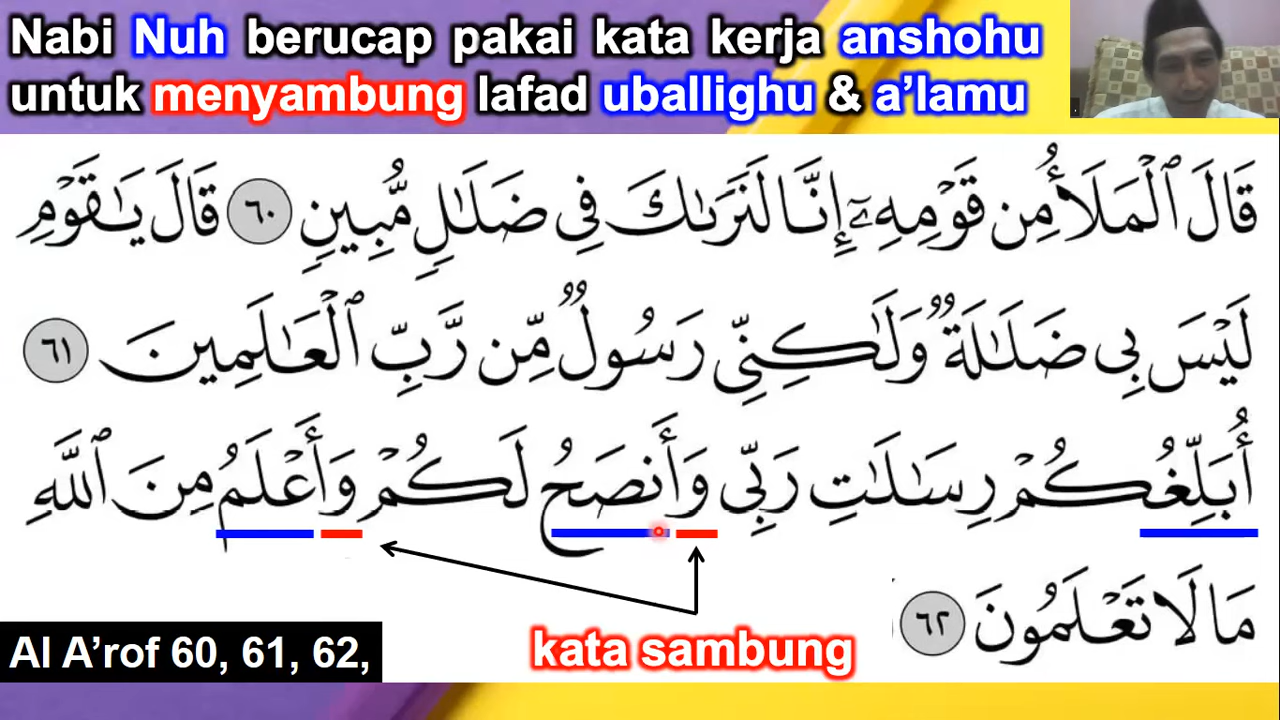 Nabi Nuh berucap pakai kata kerja anshohu
untuk menyambung lafad uballighu & a’lamu
قَالَ ٱلْمَلَأُ مِن قَوْمِهِۦٓ إِنَّا لَنَرَىٰكَ فِى ضَلَـٰلٍ مُّبِينٍ ٦٠ قَالَ يَـٰقَوْمِ
لَيْسَ بِى ضَلَـٰلَةٌ وَلَـٰكِنِّى رَسُولٌ مِّن رَّبِّ ٱلْعَـٰلَمِينَ ٦١
أُبَلِّغُكُمْ رِسَـٰلَـٰتِ رَبِّى وَأَنصَحُ لَكُمْ وَأَعْلَمُ مِنَ ٱللَّهِ
مَا لَا تَعْلَمُونَ ٦٢
kata sambung
Al A’rof 60, 61, 62,